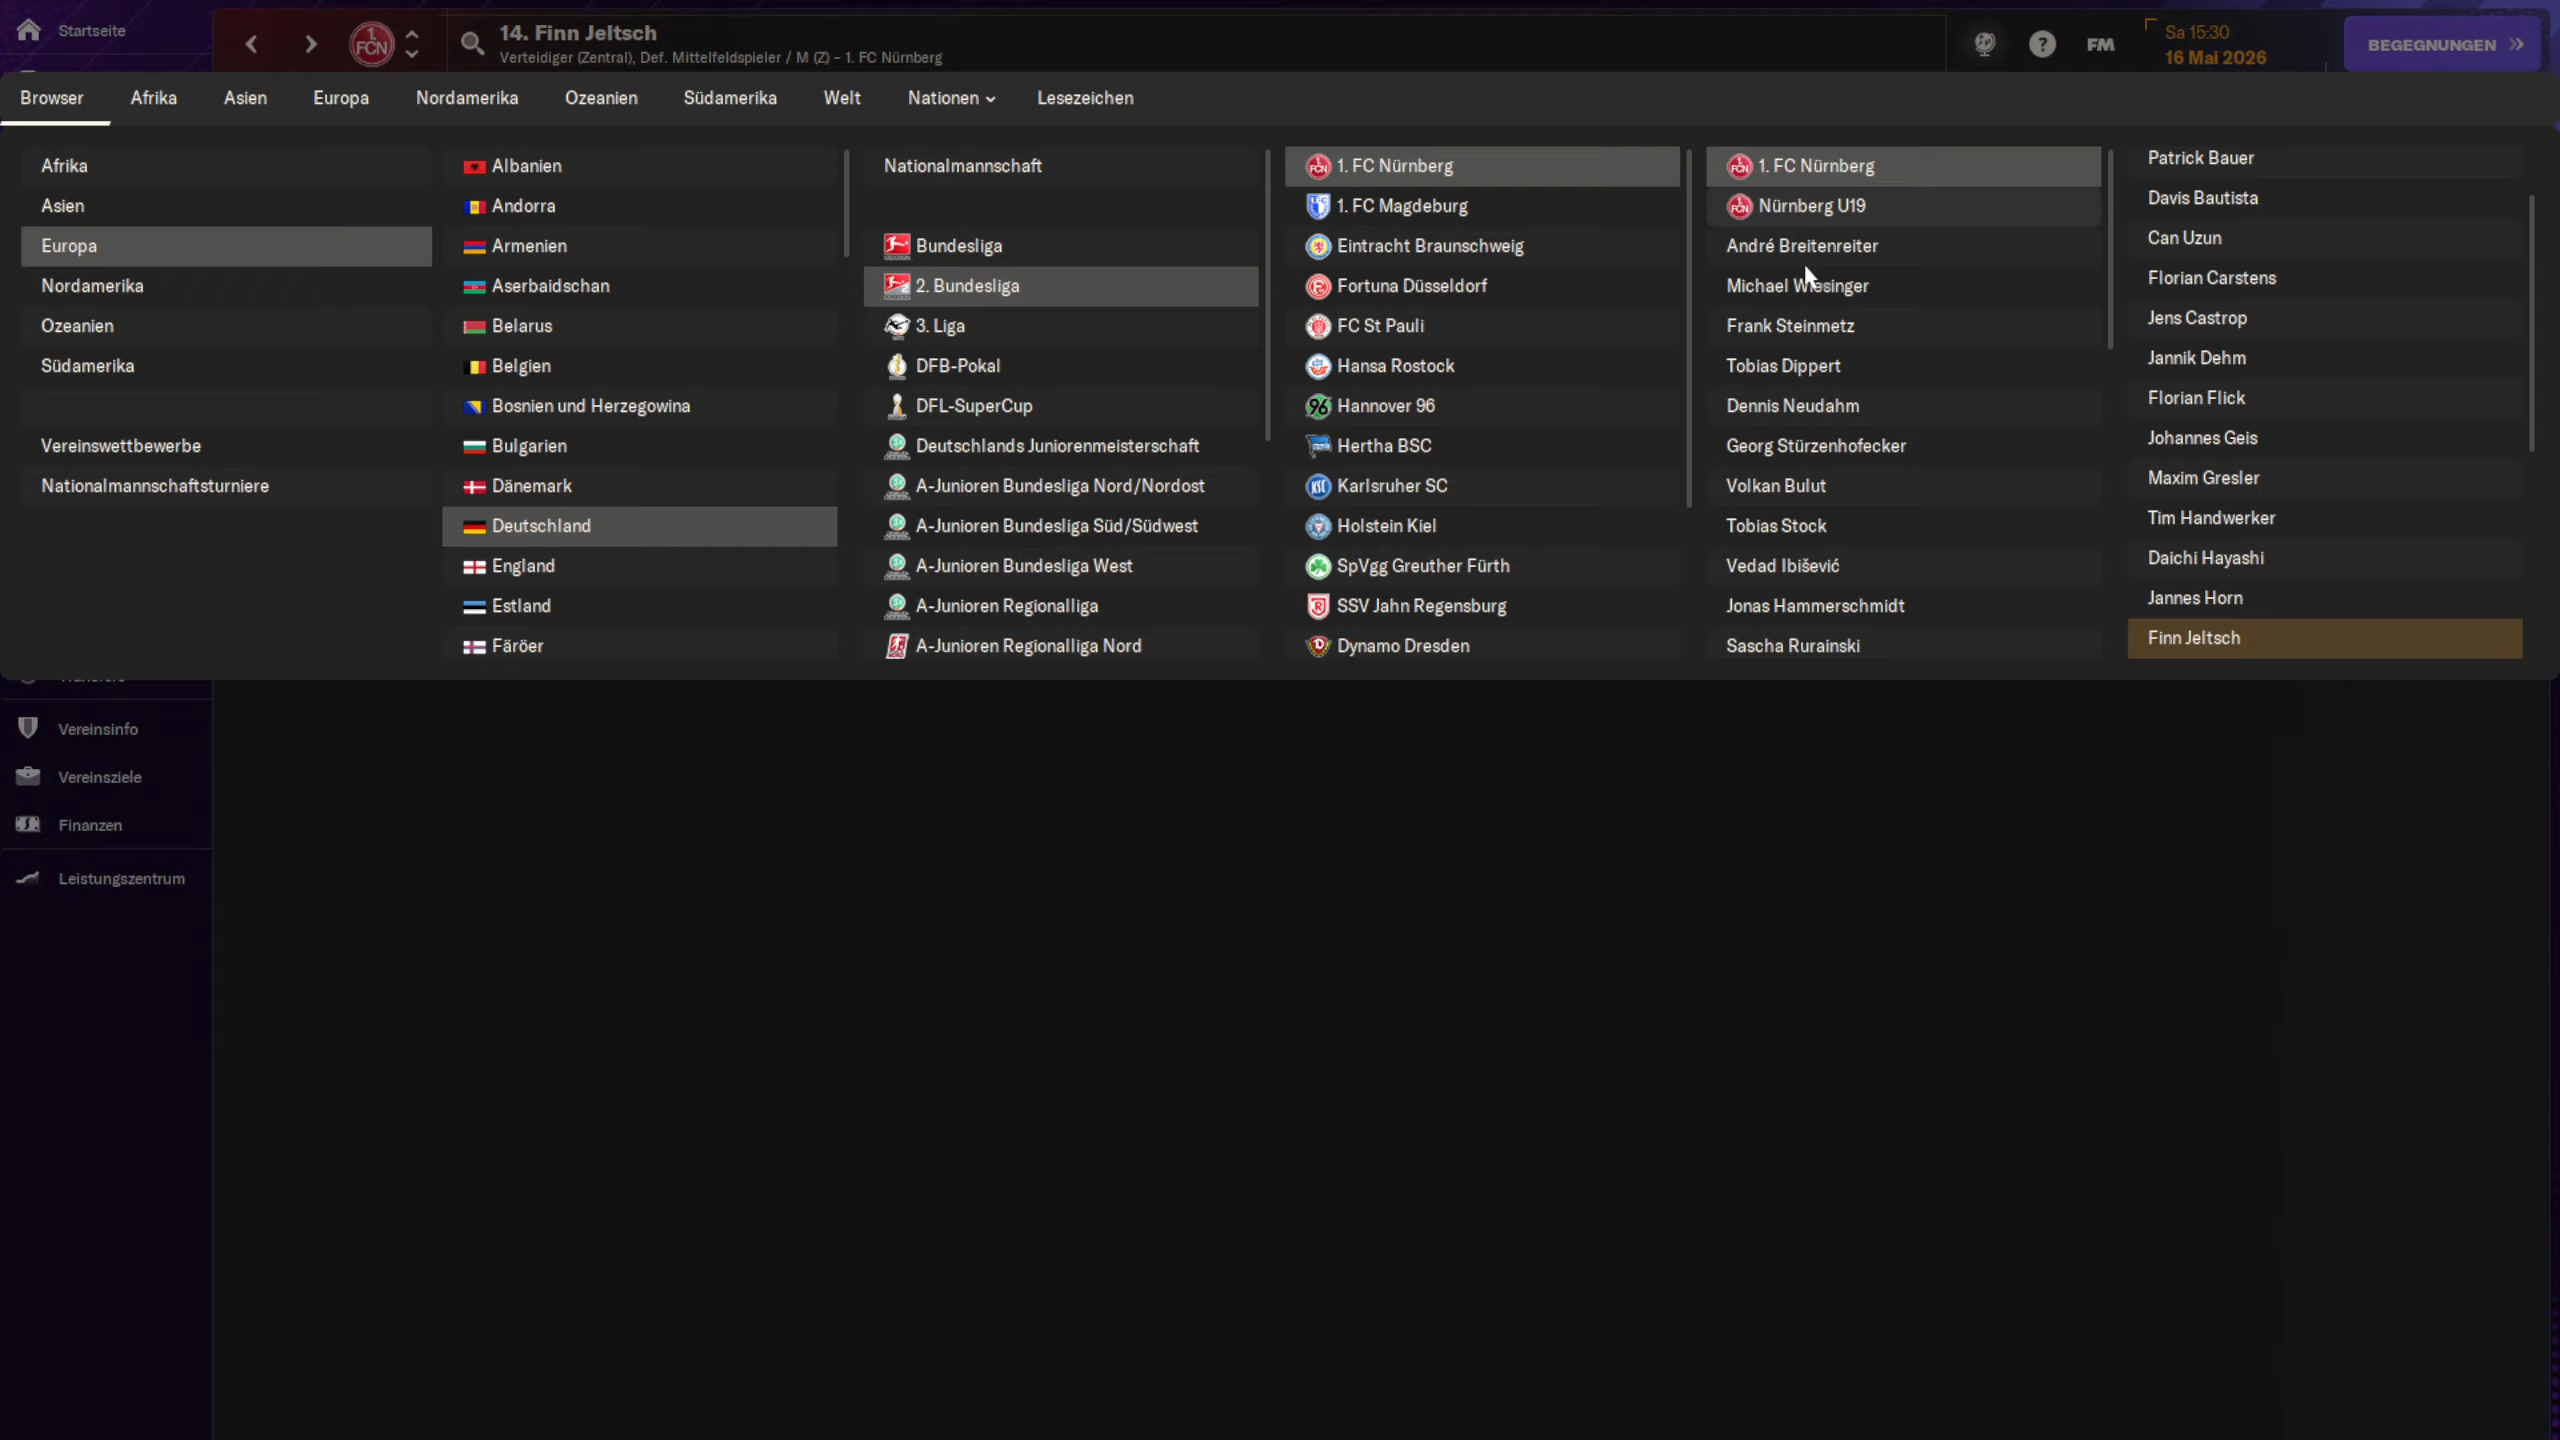 Startseite
14. Finn Jeltsch
Verteidiger (Zentral), Def. Mittelfeldspieler / M (Z) – 1. FC Nürnberg
FM
Sa 15:30
16 Mai 2026
BEGEGNUNGEN
Browser
Afrika
Asien
Europa
Nordamerika
Ozeanien
Südamerika
Welt
Nationen
Lesezeichen
Afrika
Asien
Europa
Nordamerika
Ozeanien
Südamerika
Vereinswettbewerbe
Nationalmannschaftsturniere
Albanien
Andorra
Armenien
Aserbaidschan
Belarus
Belgien
Bosnien und Herzegowina
Bulgarien
Dänemark
Deutschland
England
Estland
Färöer
Nationalmannschaft
Bundesliga
2. Bundesliga
3. Liga
DFB-Pokal
DFL-SuperCup
Deutschlands Juniorenmeisterschaft
A-Junioren Bundesliga Nord/Nordost
A-Junioren Bundesliga Süd/Südwest
A-Junioren Bundesliga West
A-Junioren Regionalliga
A-Junioren Regionalliga Nord
1. FC Nürnberg
1. FC Magdeburg
Eintracht Braunschweig
Fortuna Düsseldorf
FC St Pauli
Hansa Rostock
Hannover 96
Hertha BSC
Karlsruher SC
Holstein Kiel
SpVgg Greuther Fürth
SSV Jahn Regensburg
Dynamo Dresden
1. FC Nürnberg
Nürnberg U19
André Breitenreiter
Michael Wiesinger
Frank Steinmetz
Tobias Dippert
Dennis Neudahm
Georg Stürzenhofecker
Volkan Bulut
Tobias Stock
Vedad Ibišević
Jonas Hammerschmidt
Sascha Rurainski
Patrick Bauer
Davis Bautista
Can Uzun
Florian Carstens
Jens Castrop
Jannik Dehm
Florian Flick
Johannes Geis
Maxim Gresler
Tim Handwerker
Daichi Hayashi
Jannes Horn
Finn Jeltsch
Vereinsinfo
Vereinsziele
Finanzen
Leistungszentrum